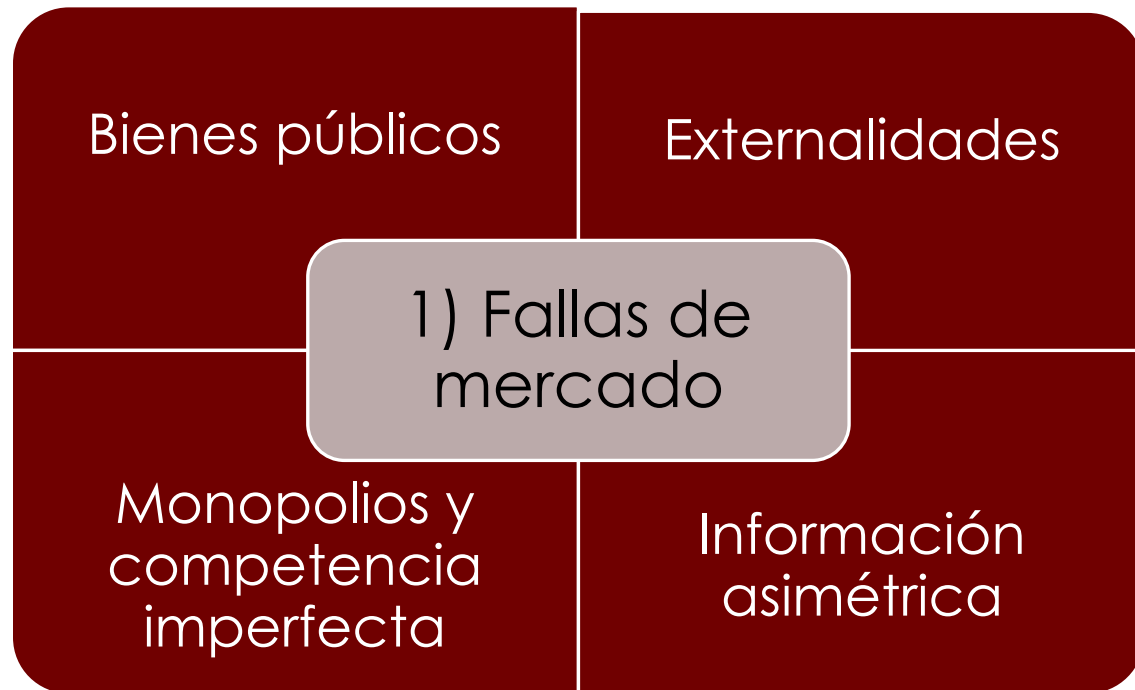 Bienes públicos
Externalidades
1) Fallas de
mercado
Monopolios y
competencia
imperfecta
Información
asimétrica